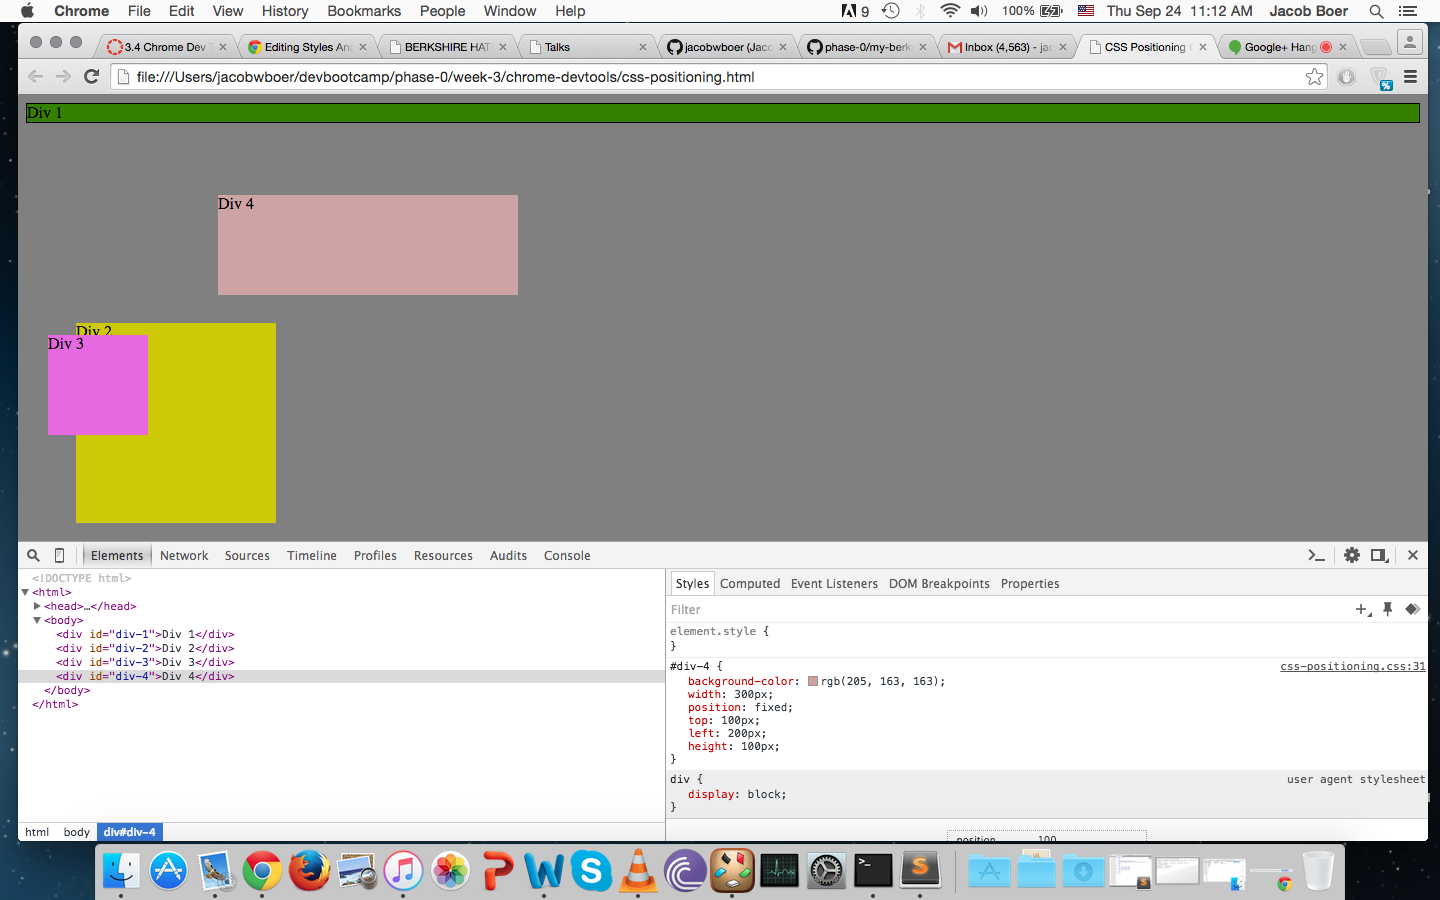 Chrome File Edit View History Bookmarks People Window Help 9 100% Thu Sep 24 11:12 AM Jacob Boer
3.4 Chrome Dev Editing Styles An BERKSHIRE HAT Talks jacobwboer (Jac phase-0/my-berk Inbox (4,563) - ja CSS Positioning Google+ Hang
file:///Users/jacobwboer/devbootcamp/phase-0/week-3/chrome-devtools/css-positioning.html
%
Div 1
Div 4
Div 2
Div 3
Elements Network Sources Timeline Profiles Resources Audits Console
<!DOCTYPE html>
<html>
<head>…</head>
<body>
<div id="div-1">Div 1</div>
<div id="div-2">Div 2</div>
<div id="div-3">Div 3</div>
<div id="div-4">Div 4</div>
</body>
</html>
html body div#div-4
Styles Computed Event Listeners DOM Breakpoints Properties
Filter
element.style {
}
#div-4 { css-positioning.css:31
background-color: rgb(205, 163, 163);
width: 300px;
position: fixed;
top: 100px;
left: 200px;
height: 100px;
}
div { user agent stylesheet
display: block;
}
position 100